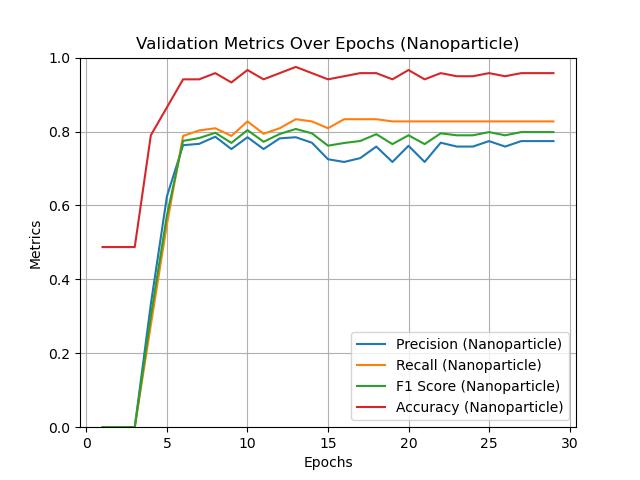 Validation Metrics Over Epochs (Nanoparticle)
1.0
0.8
0.6
0.4
0.2
0.0
Metrics
0 5 10 15 20 25 30
Epochs
Precision (Nanoparticle)
Recall (Nanoparticle)
F1 Score (Nanoparticle)
Accuracy (Nanoparticle)